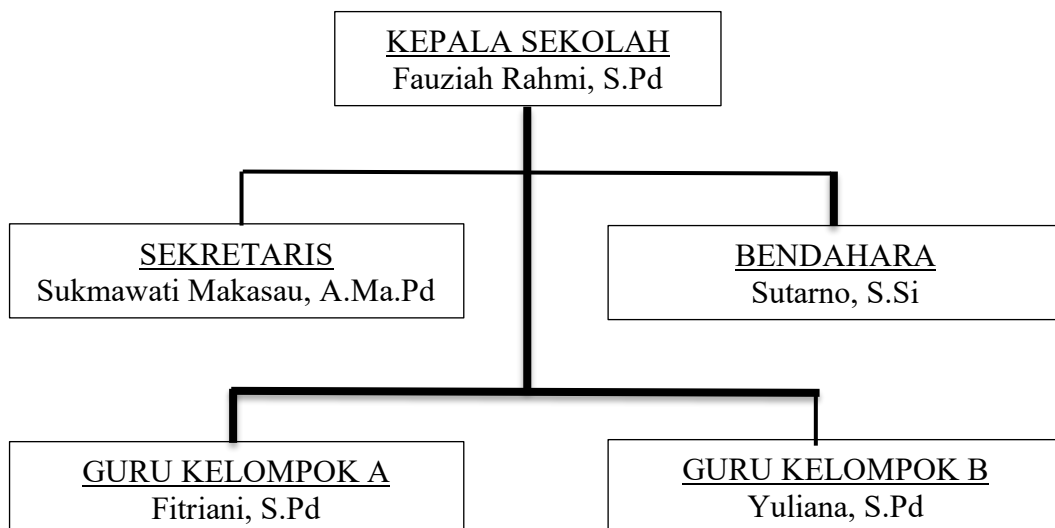 KEPALA SEKOLAH
Fauziah Rahmi, S.Pd
SEKRETARIS
Sukmawati Makasau, A.Ma.Pd
BENDAHARA
Sutarno, S.Si
GURU KELOMPOK A
Fitriani, S.Pd
GURU KELOMPOK B
Yuliana, S.Pd